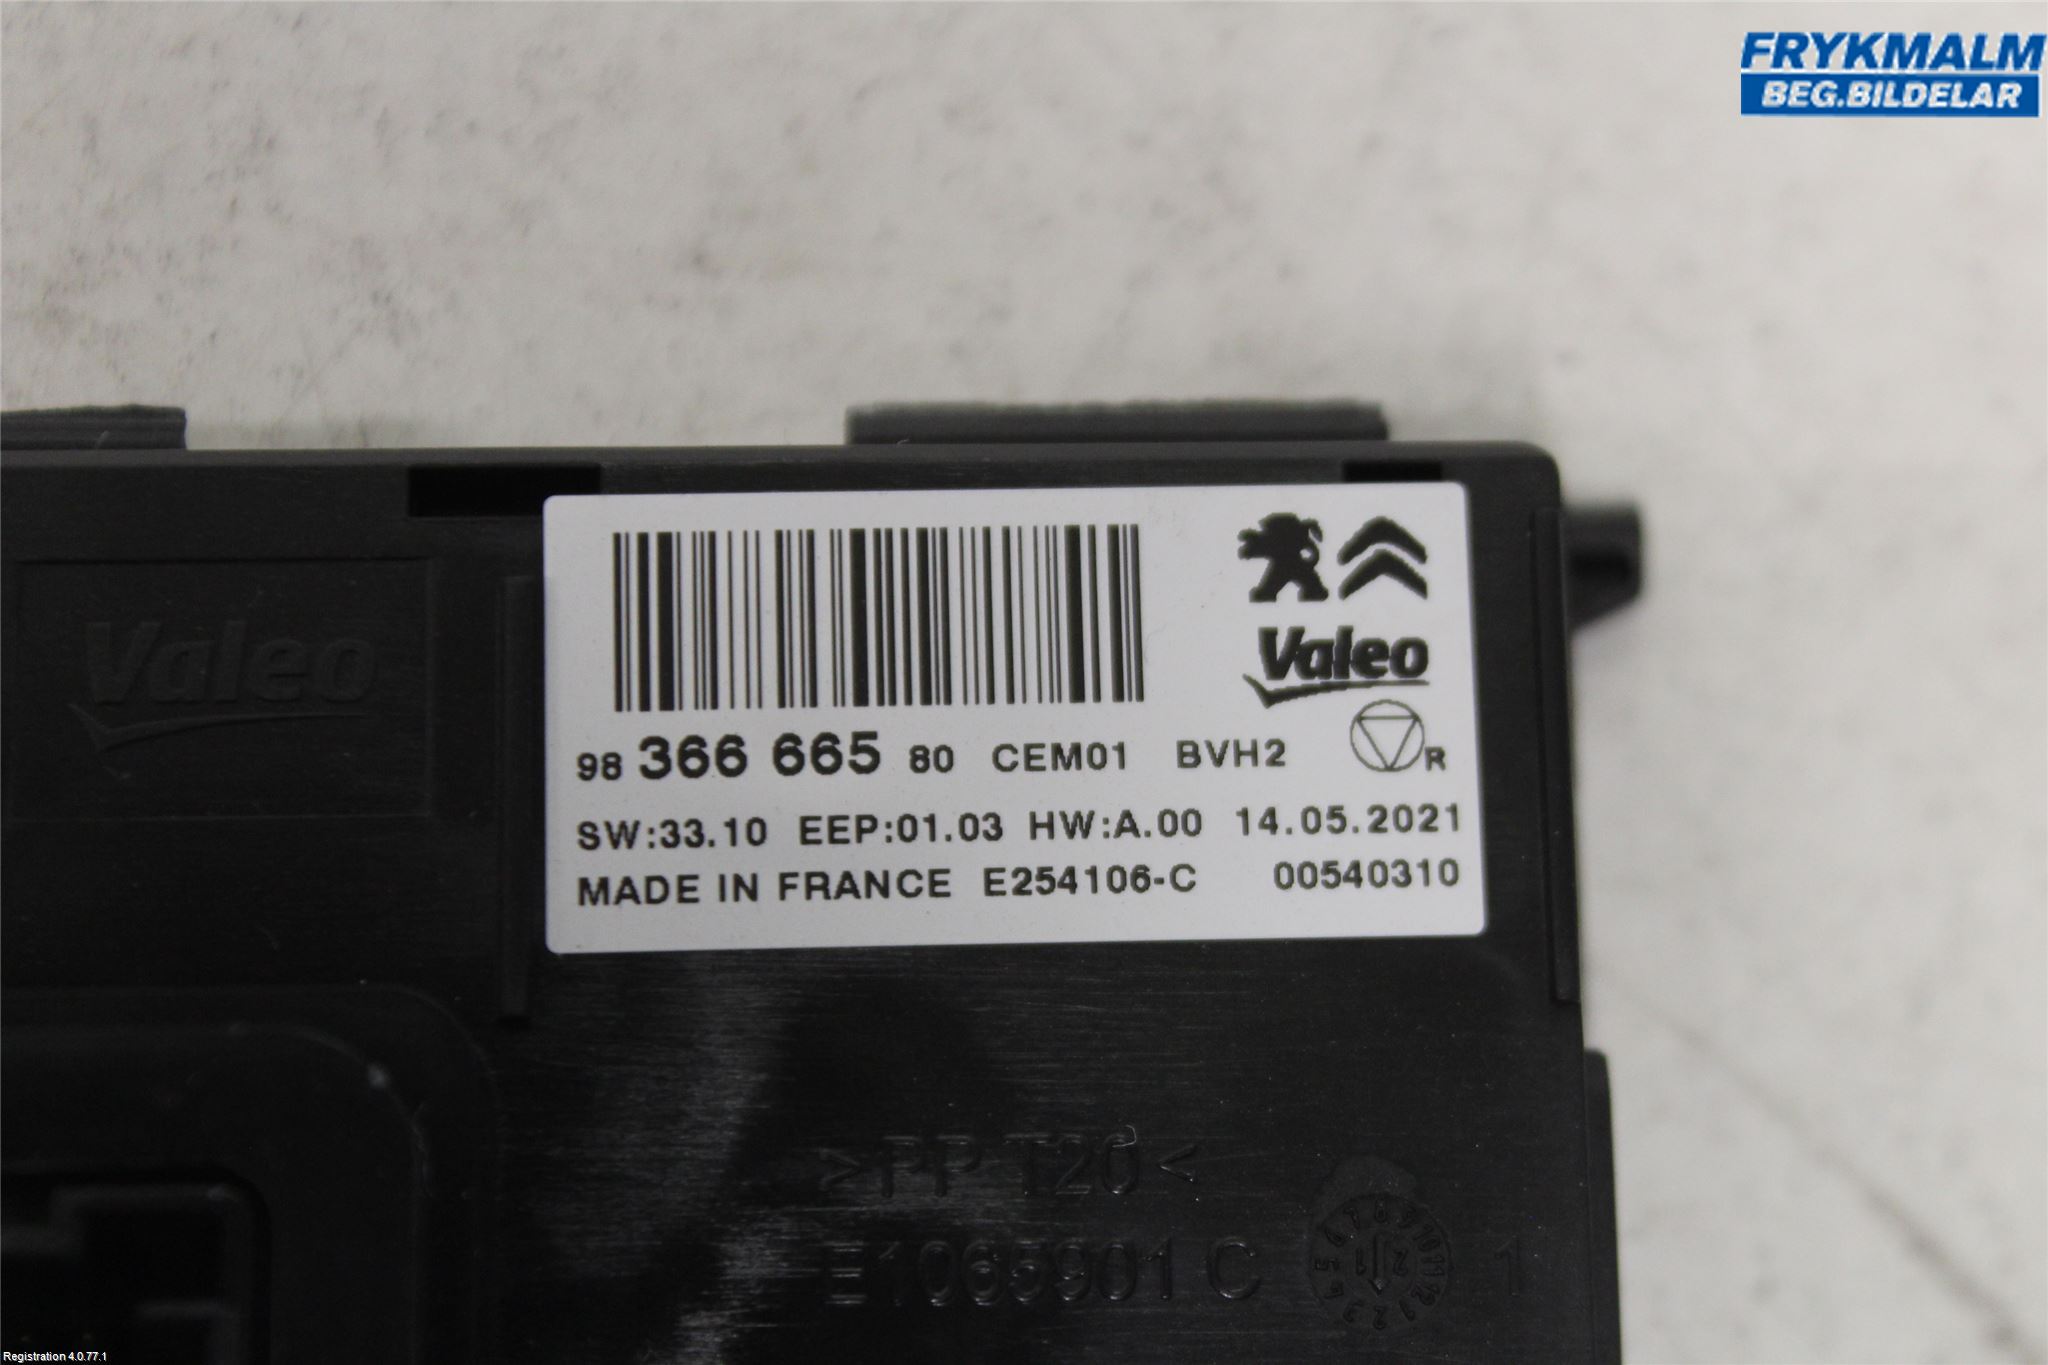 FRYKMALM
BEG.BILDELAR
Valeo
Valeo
98 366 665 80 CEM01 BVH2
R
SW:33.10 EEP:01.03 HW:A.00 14.05.2021
MADE IN FRANCE E254106-C 00540310
>PP T20<
E1065901 C 1
Registration 4.0.77.1